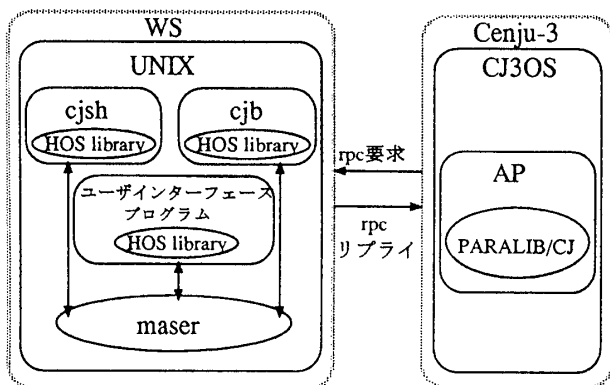 WS
UNIX
cjsh
HOS library
cjb
HOS library
ユーザインターフェース
プログラム
HOS library
maser
rpc要求
rpc
リプライ
Cenju-3
CJ3OS
AP
PARALIB/CJ